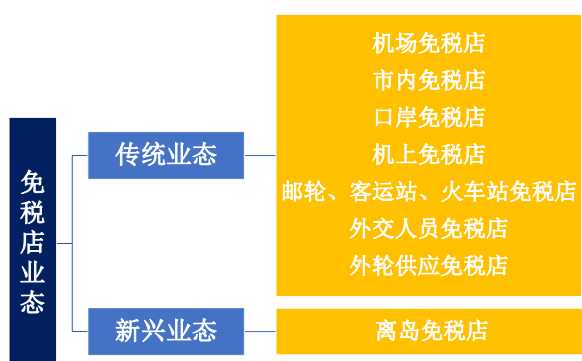 免税店业态
传统业态
机场免税店
市内免税店
口岸免税店
机上免税店
邮轮、客运站、火车站免税店
外交人员免税店
外轮供应免税店
新兴业态
离岛免税店